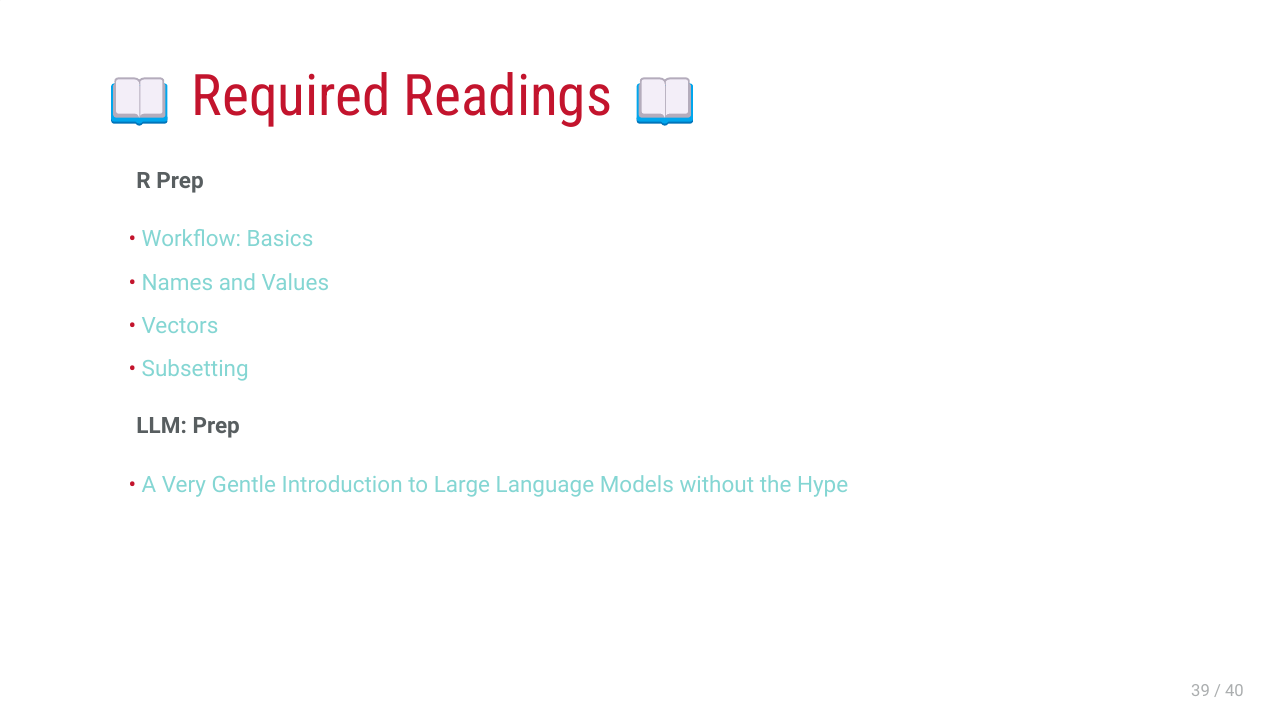 📖 Required Readings 📖
R Prep
• Workflow: Basics
• Names and Values
• Vectors
• Subsetting
LLM: Prep
• A Very Gentle Introduction to Large Language Models without the Hype
39 / 40